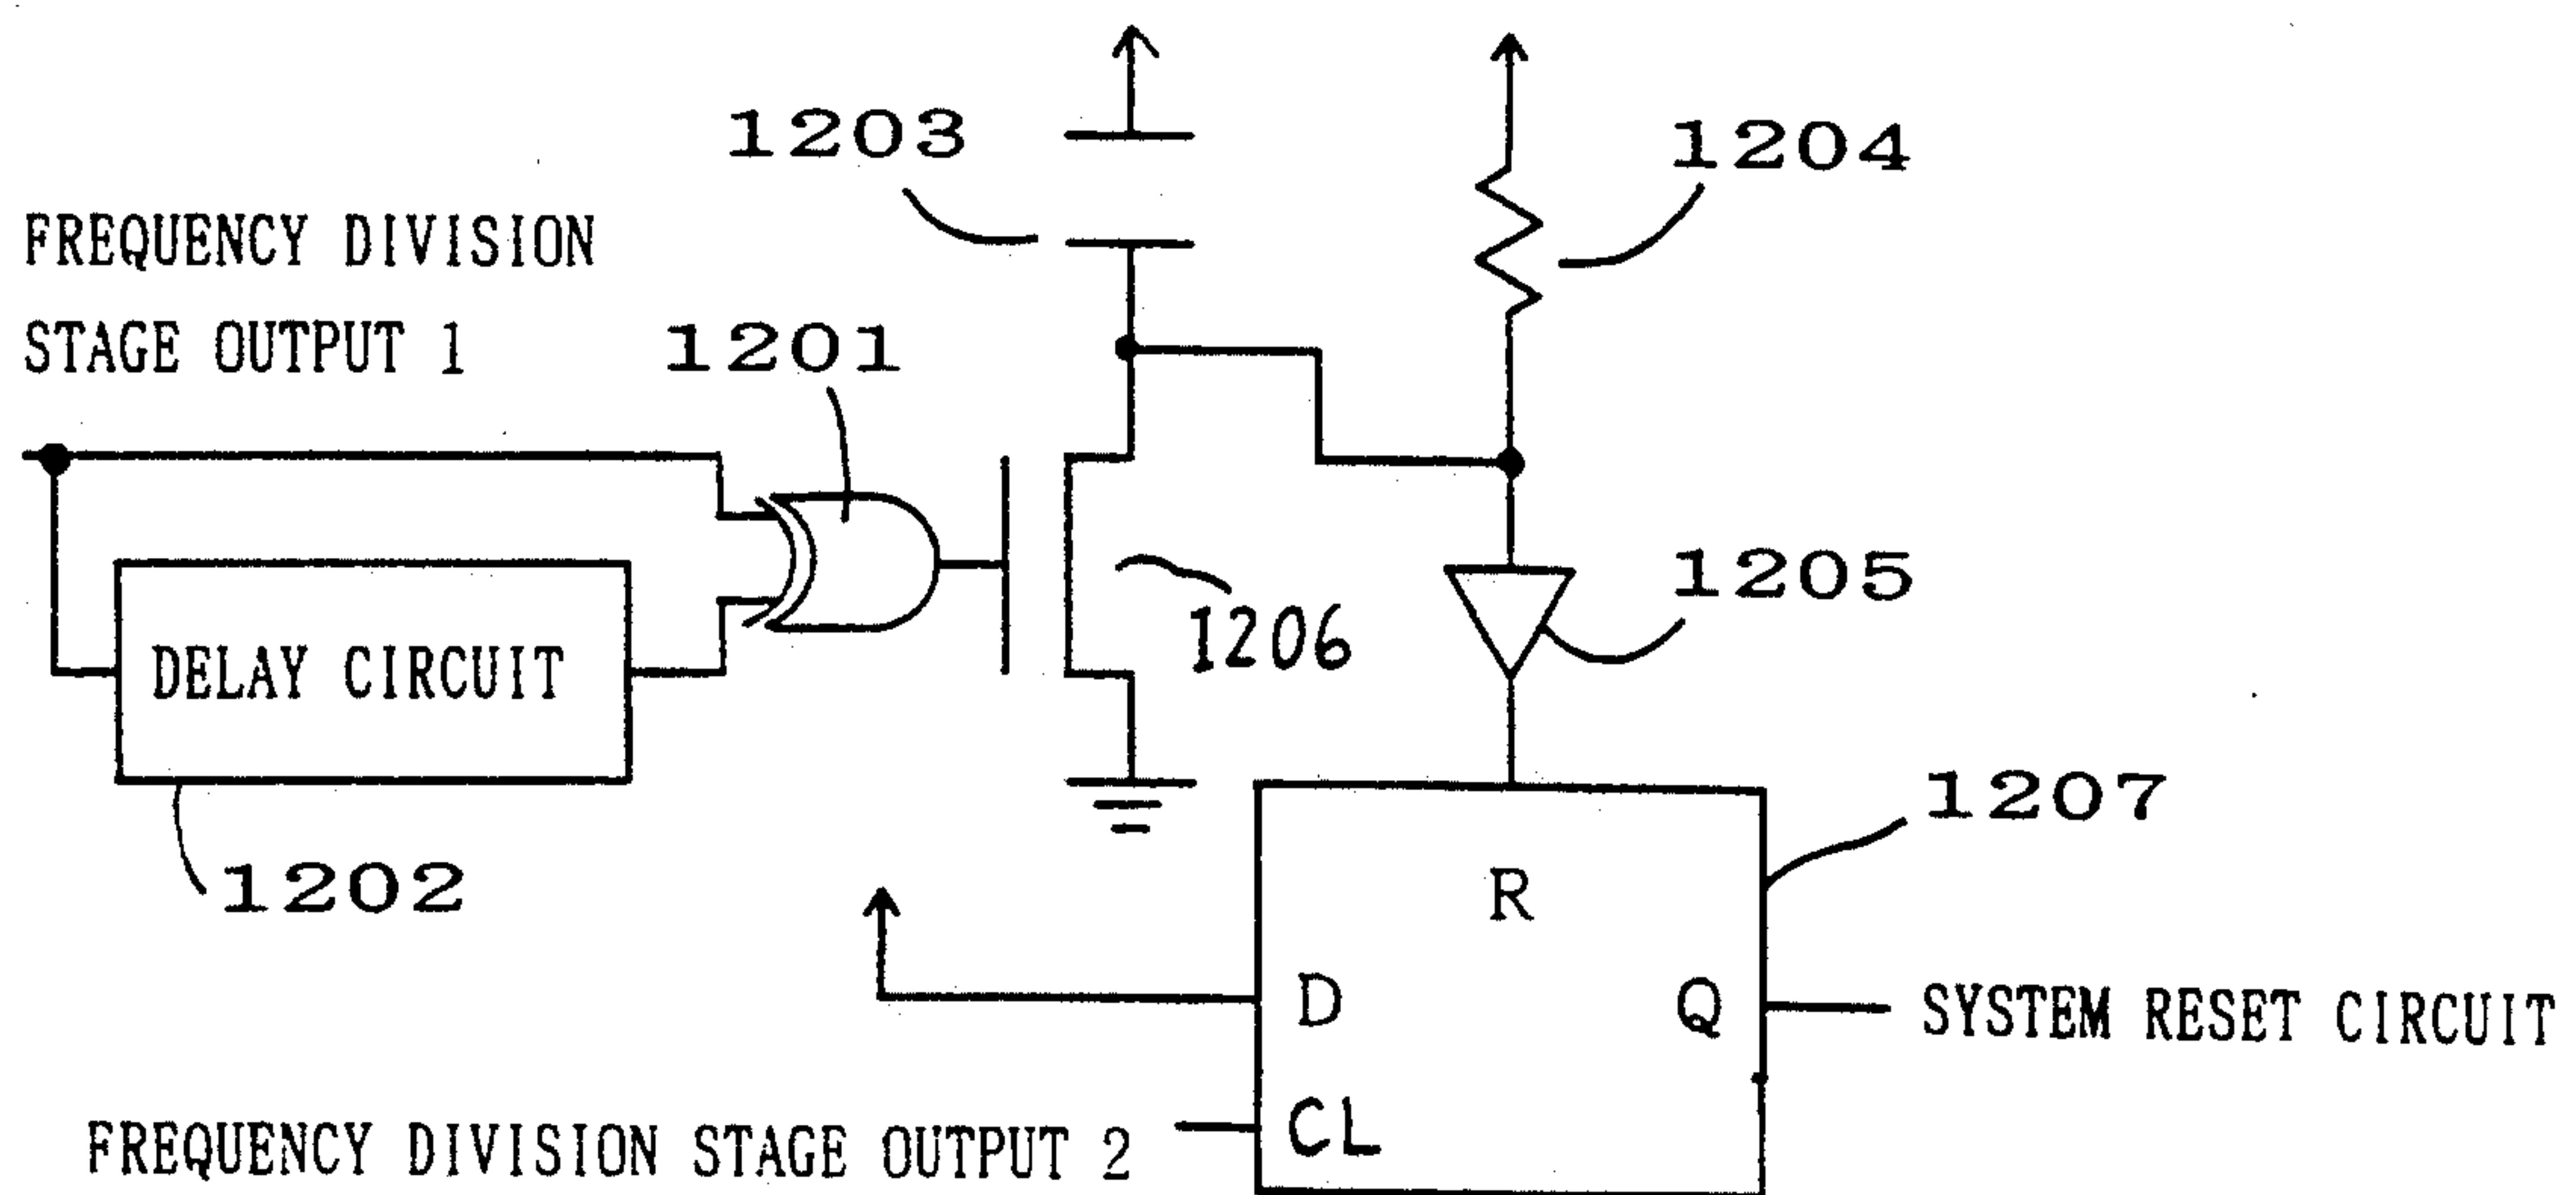 1203
1204
FREQUENCY DIVISION
STAGE OUTPUT 1
1201
1205
1206
DELAY CIRCUIT
1207
1202
R
D
Q
SYSTEM RESET CIRCUIT
CL
FREQUENCY DIVISION STAGE OUTPUT 2